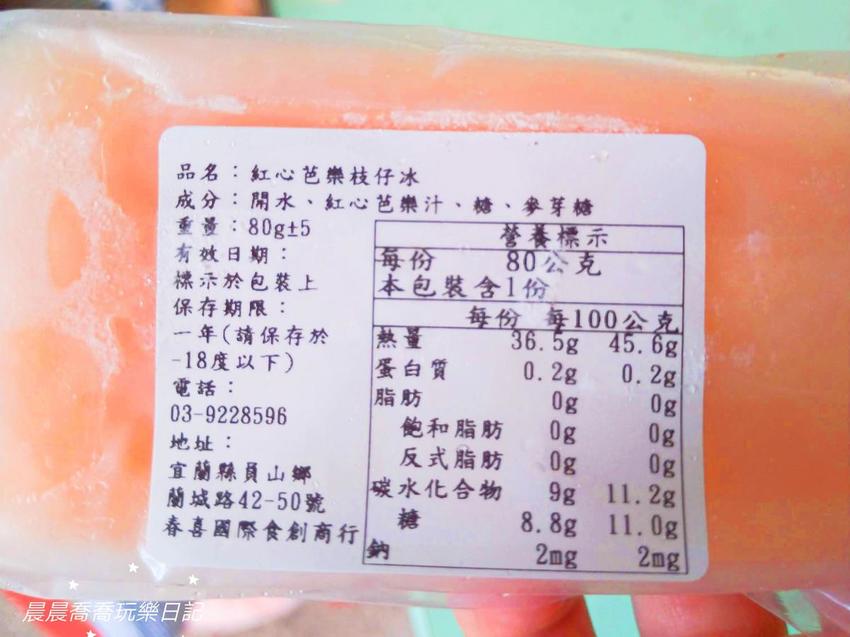 品名：紅心芭樂枝仔冰
成分：開水、紅心芭樂汁、糖、麥芽糖
重量：80g±5
有效日期：
標示於包裝上
保存期限：
一年(請保存於
-18度以下)
電話：
03-9228596
地址：
宜蘭縣員山鄉
蘭城路42-50號
春喜國際食創商行
營養標示
每份 80公克
本包裝含1份
每份 每100公克
熱量 36.5g 45.6g
蛋白質 0.2g 0.2g
脂肪 0g 0g
飽和脂肪 0g 0g
反式脂肪 0g 0g
碳水化合物 9g 11.2g
糖 8.8g 11.0g
鈉 2mg 2mg
晨晨喬喬玩樂日記